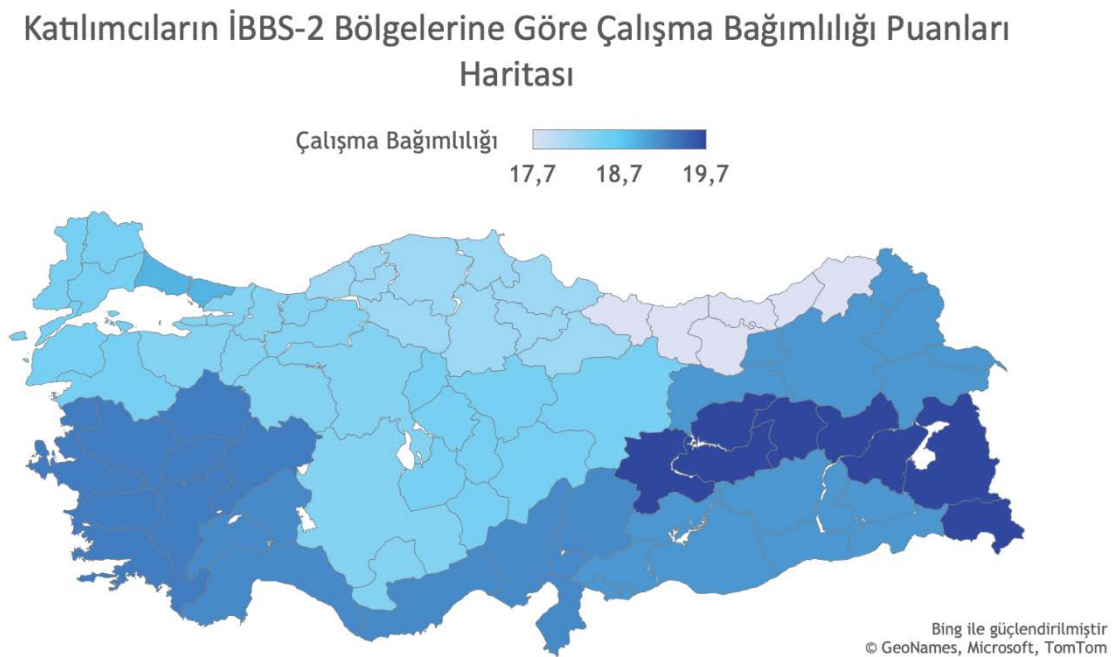 Katılımcıların İBBS-2 Bölgelerine Göre Çalışma Bağımlılığı Puanları
Haritası
Çalışma Bağımlılığı
17,7 18,7 19,7
Bing ile güçlendirilmiştir
© GeoNames, Microsoft, TomTom